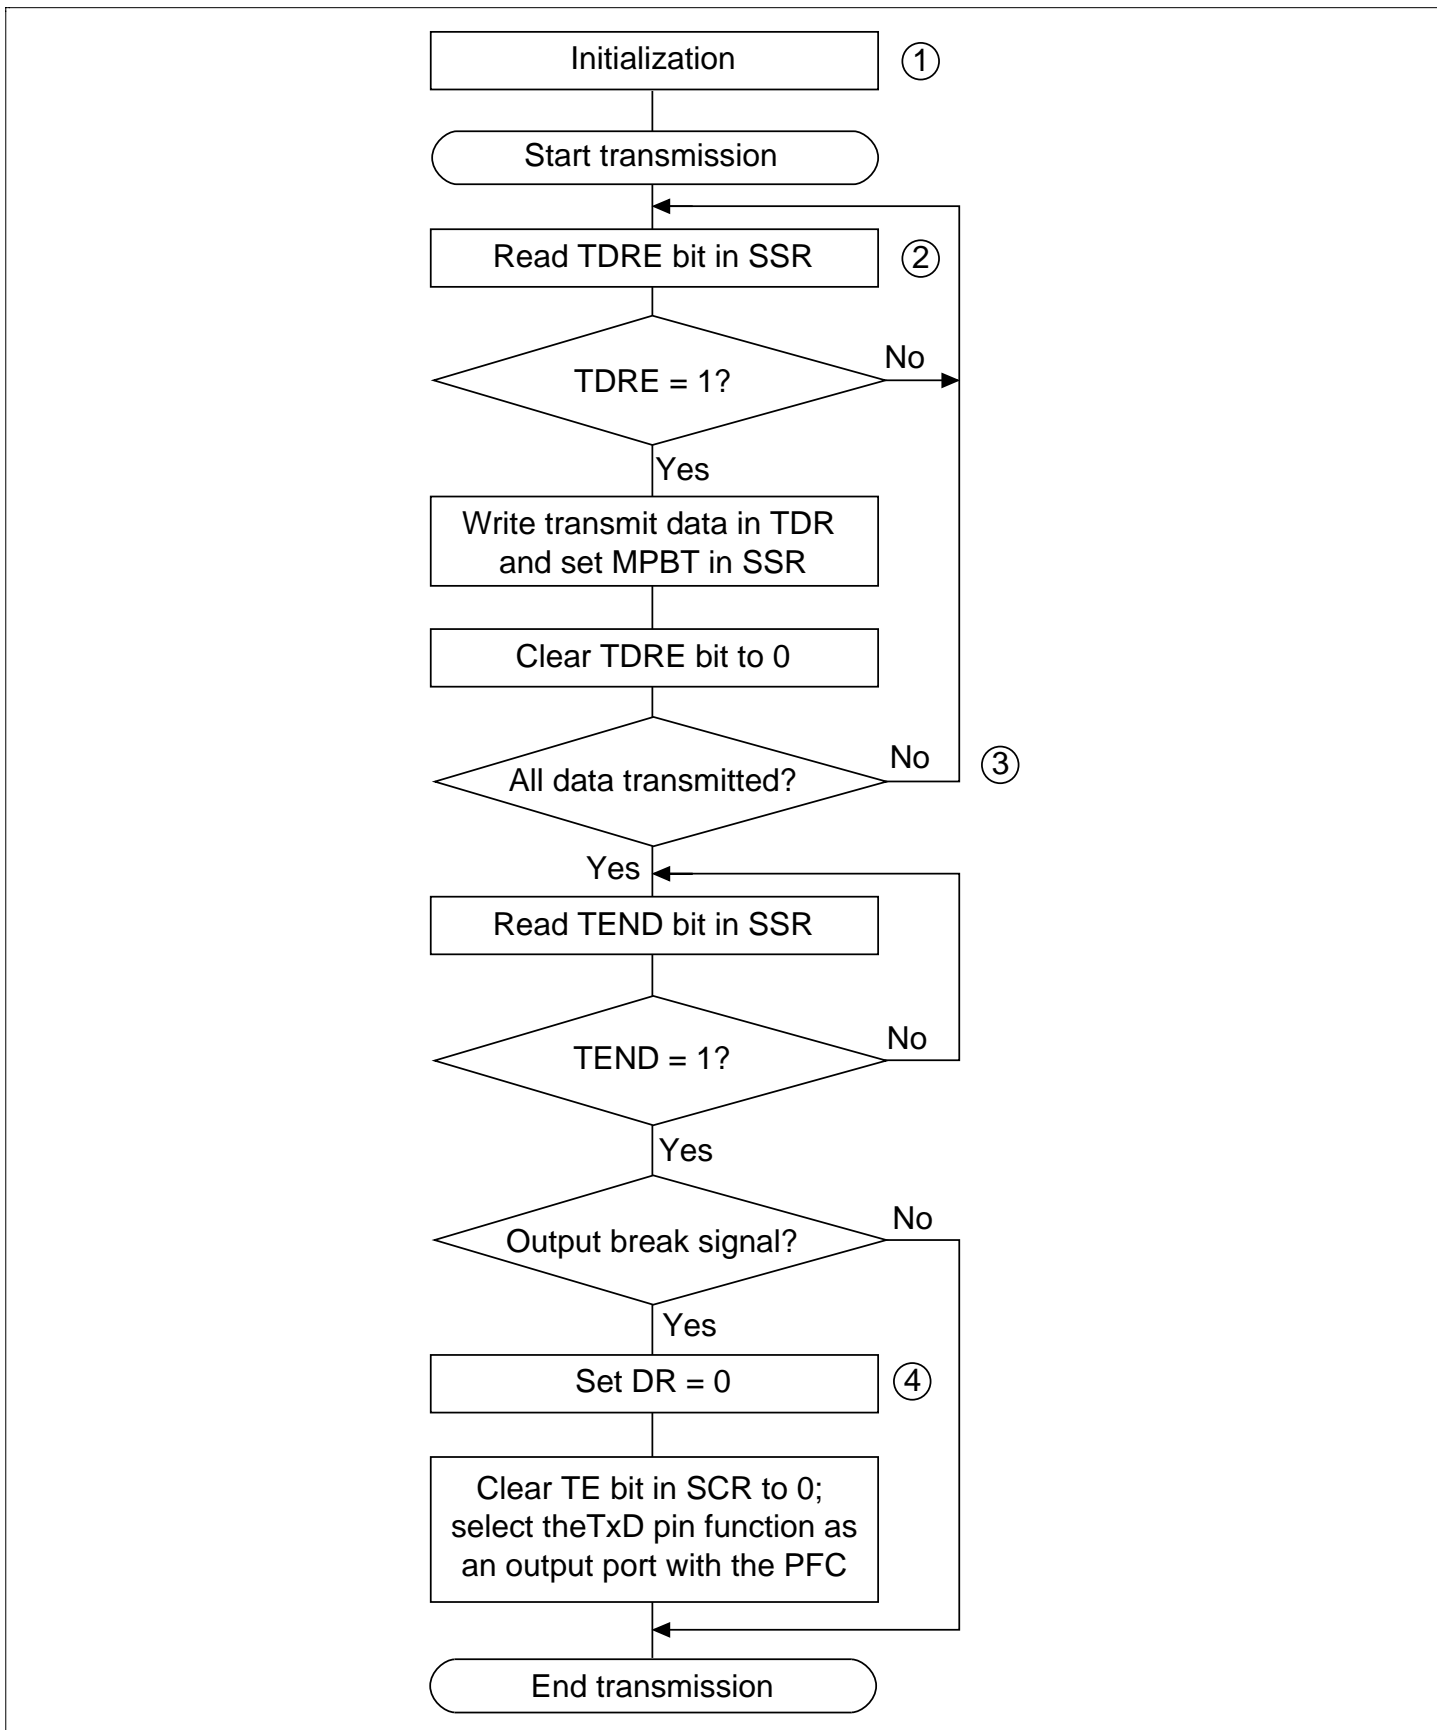 Initialization ①
Start transmission
Read TDRE bit in SSR ②
TDRE = 1?
No
Yes
Write transmit data in TDR
and set MPBT in SSR
Clear TDRE bit to 0
All data transmitted?
No ③
Yes
Read TEND bit in SSR
TEND = 1?
No
Yes
Output break signal?
No
Yes
Set DR = 0 ④
Clear TE bit in SCR to 0;
select theTxD pin function as
an output port with the PFC
End transmission